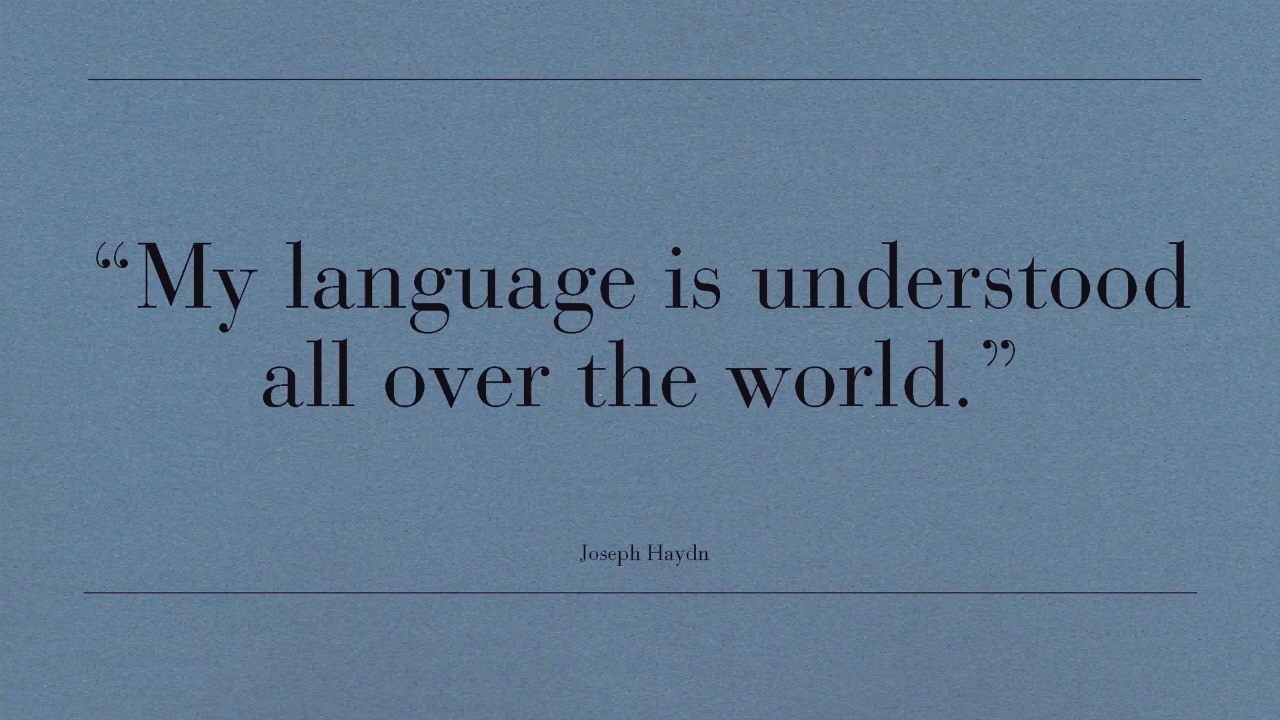 “My language is understood
all over the world.”
Joseph Haydn